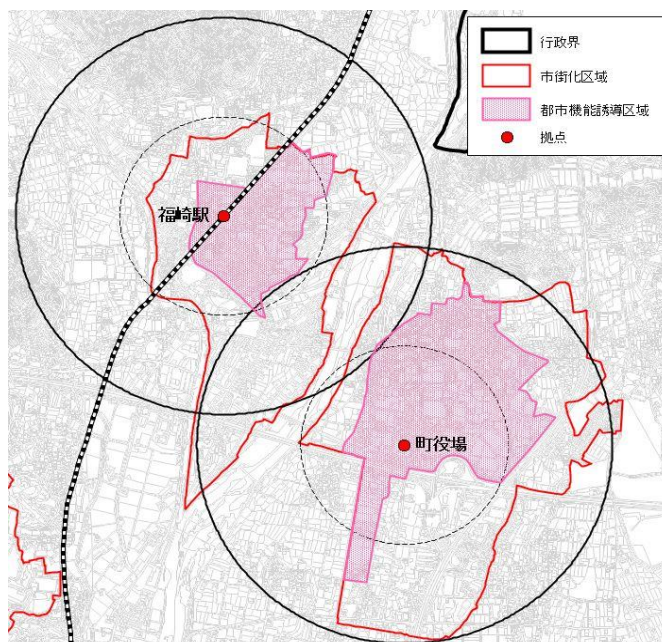 行政界
市街化区域
都市機能誘導区域
拠点
福崎駅
町役場